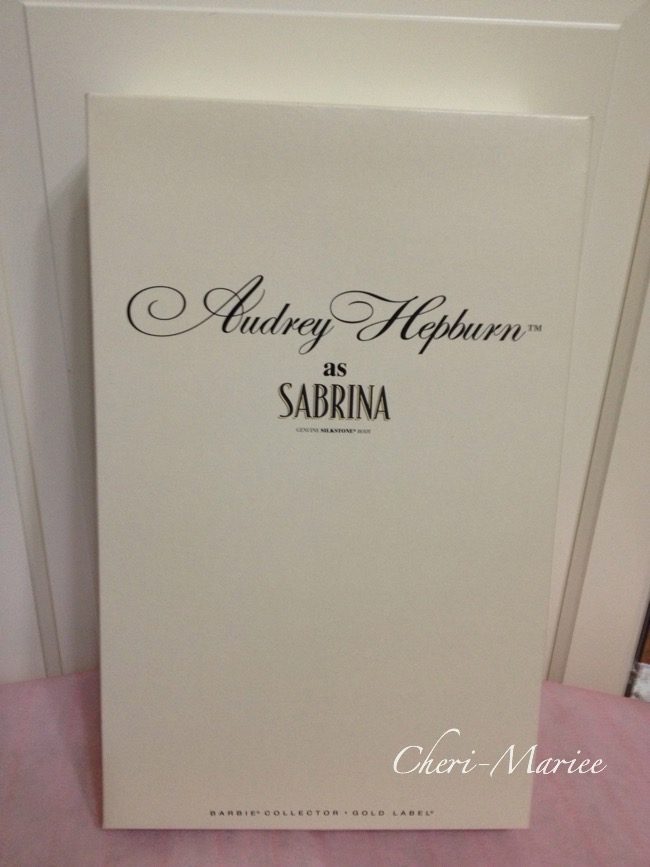 Audrey Hepburn™
as
SABRINA
GENUINE SILKSTONE® BODY
Cheri-Mariee
BARBIE® COLLECTOR • GOLD LABEL®